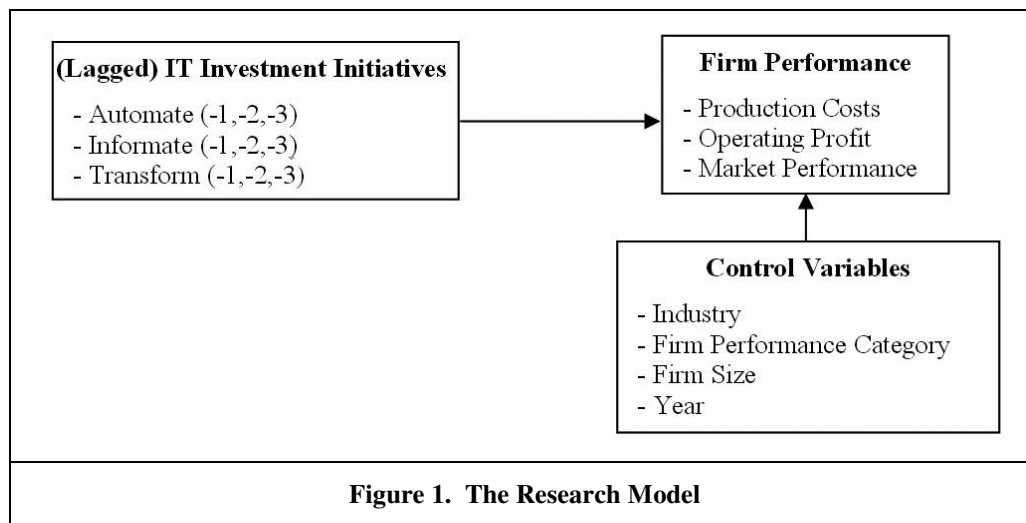 (Lagged) IT Investment Initiatives
- Automate (-1,-2,-3)
- Informate (-1,-2,-3)
- Transform (-1,-2,-3)
Firm Performance
- Production Costs
- Operating Profit
- Market Performance
Control Variables
- Industry
- Firm Performance Category
- Firm Size
- Year
Figure 1. The Research Model